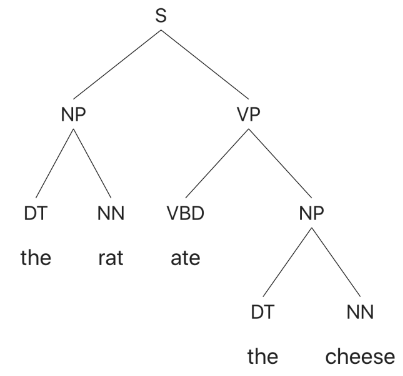 S
NP VP
DT NN VBD NP
the rat ate
DT NN
the cheese